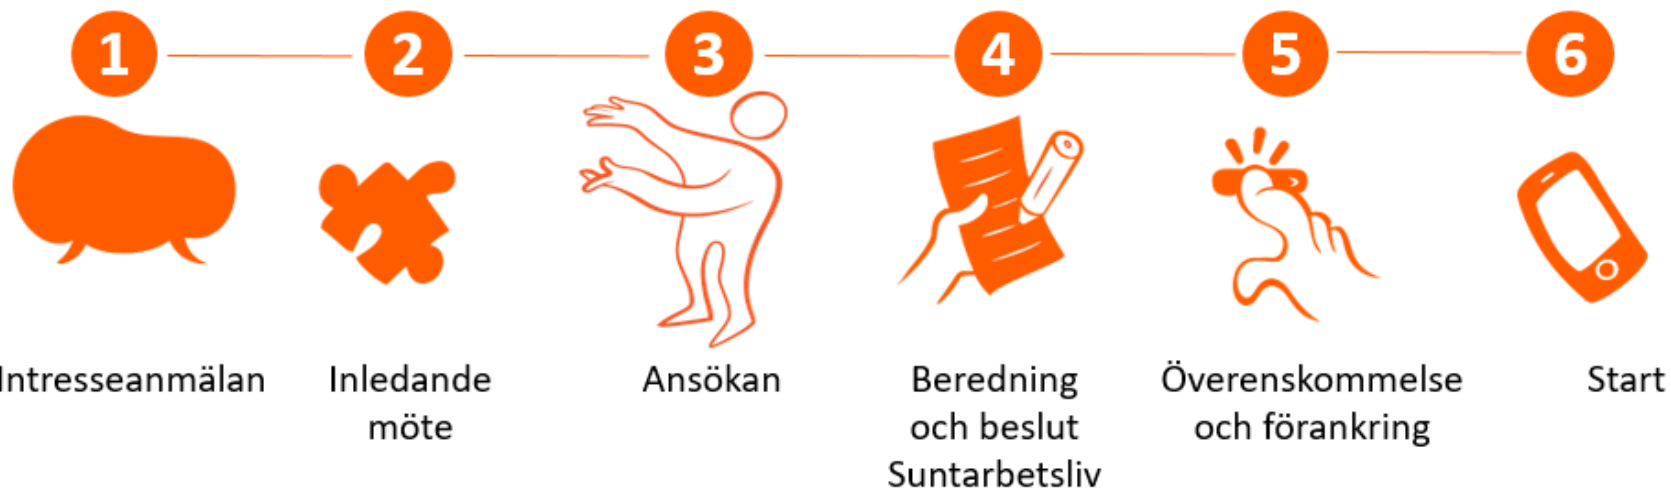 1 2 3 4 5 6
Intresseanmälan
Inledande
möte
Ansökan
Beredning
och beslut
Suntarbetsliv
Överenskommelse
och förankring
Start